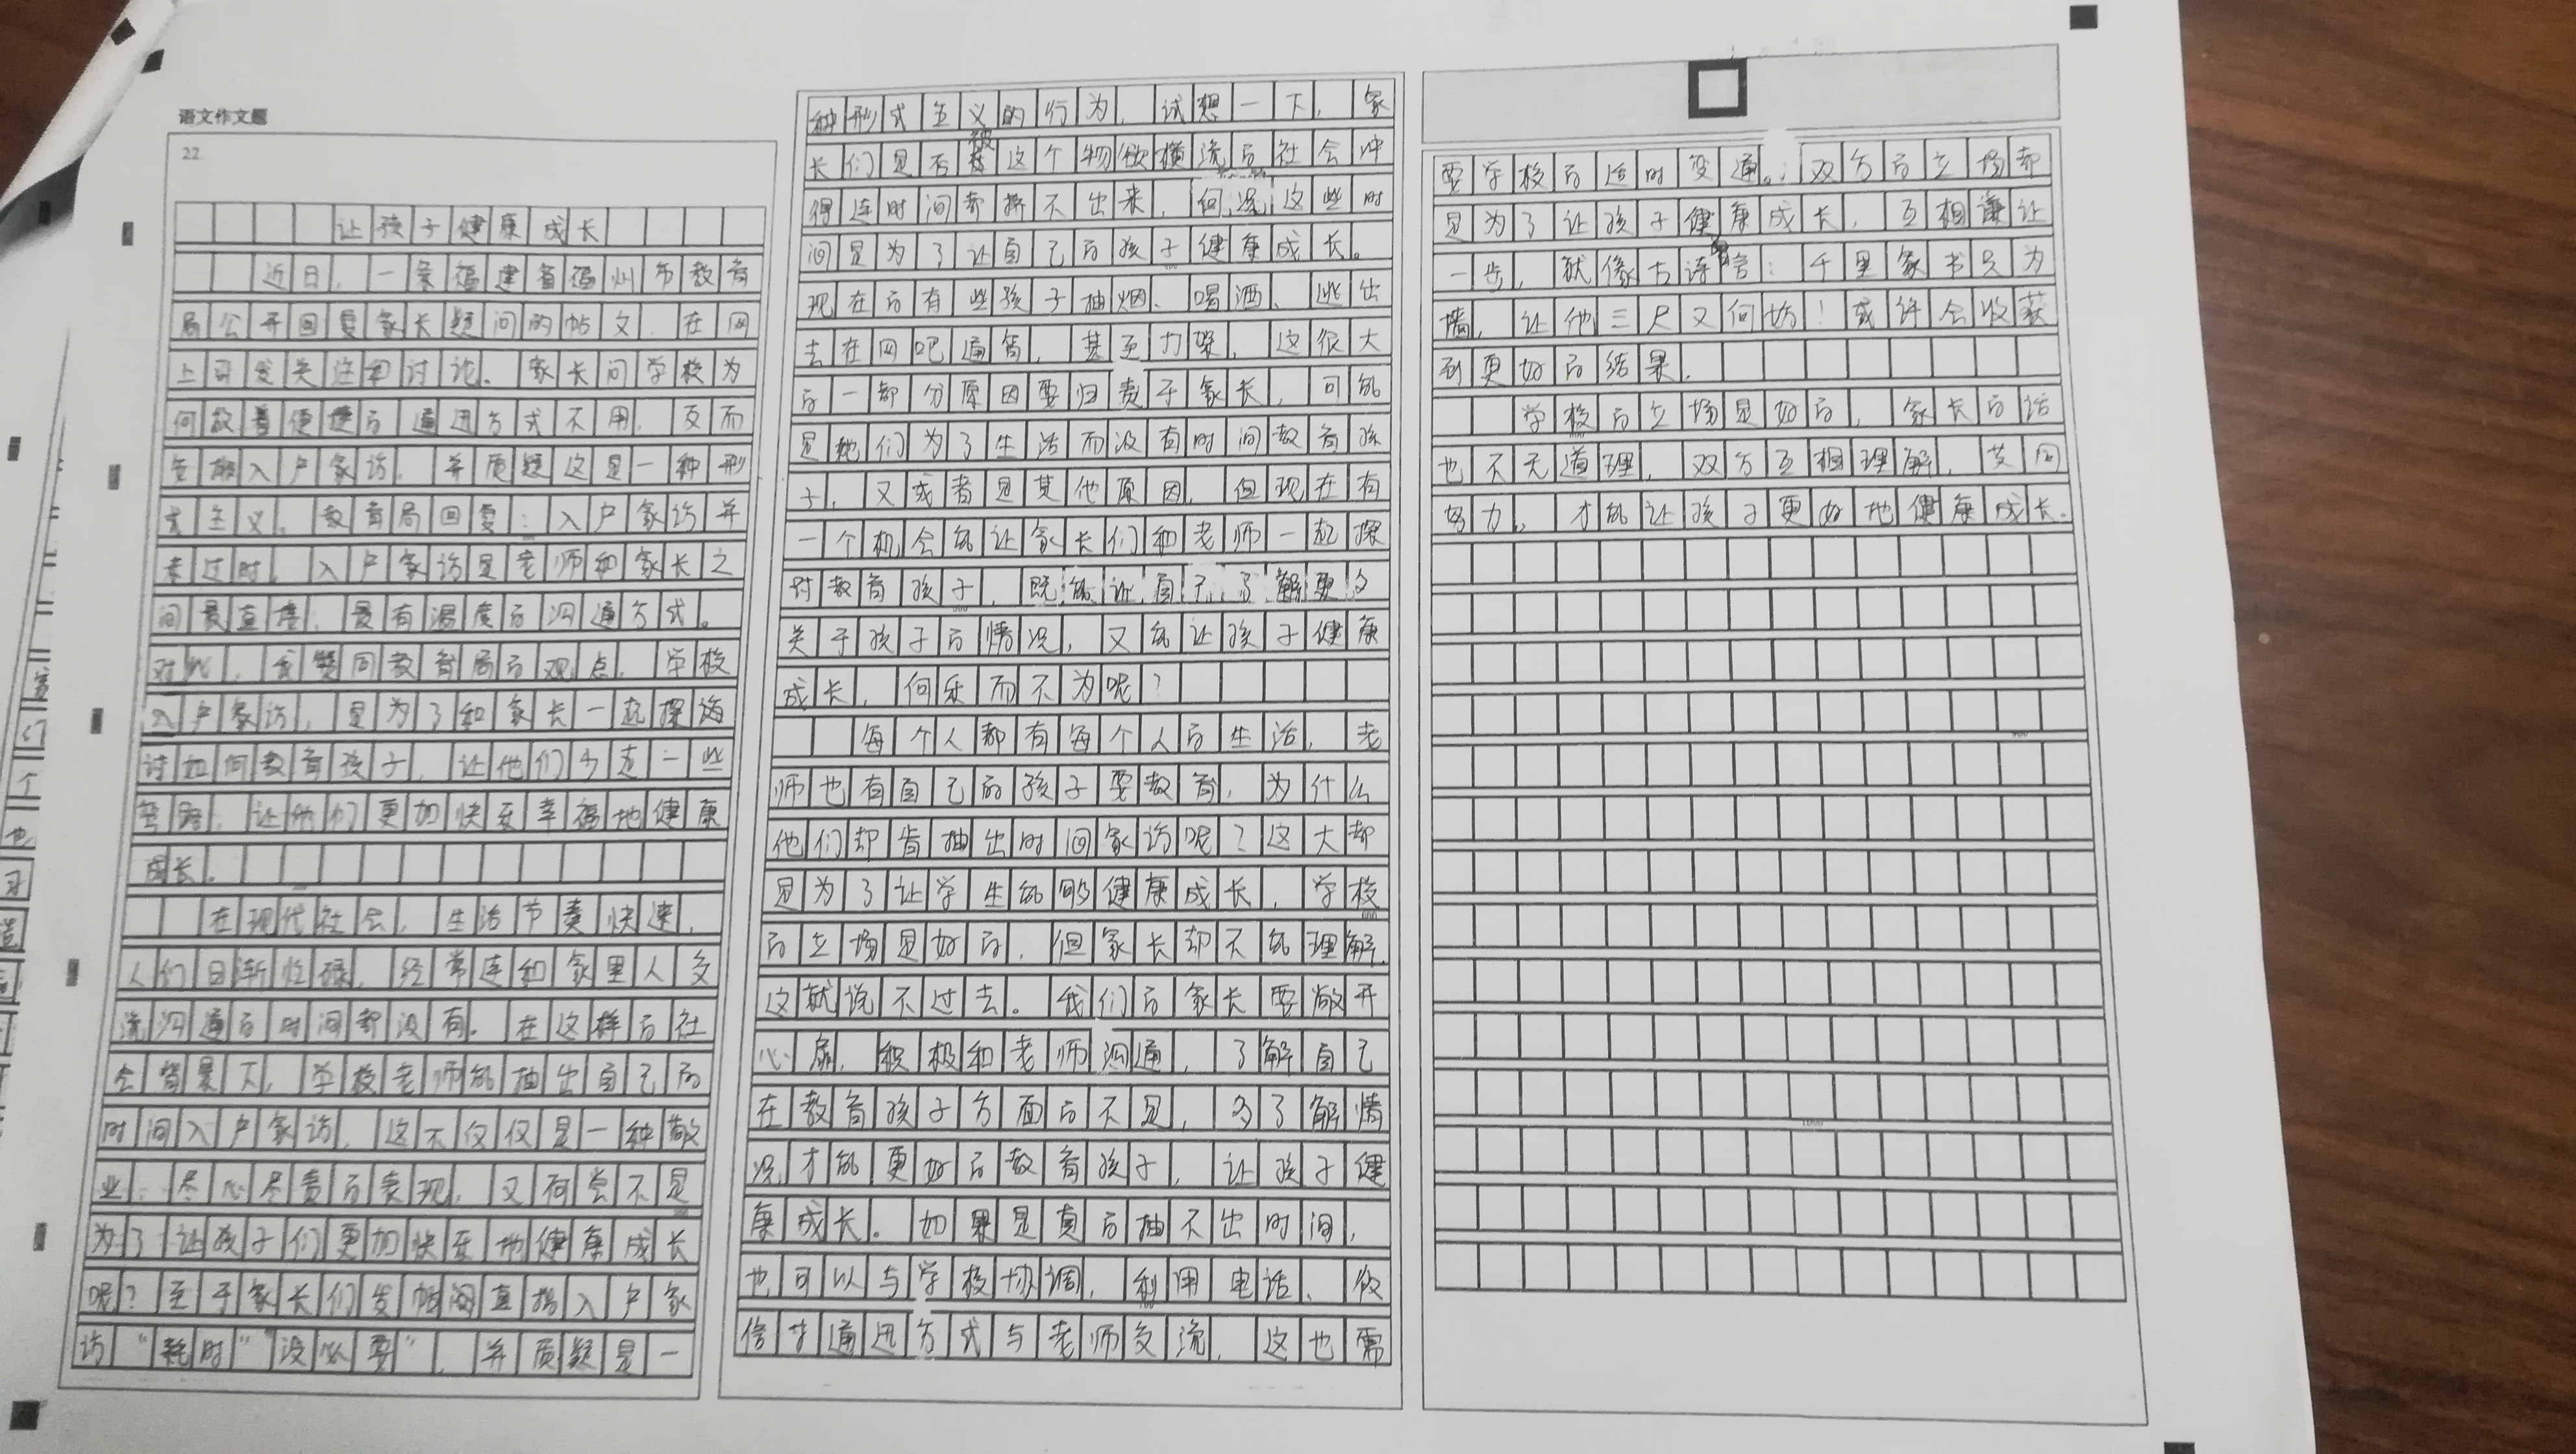 语文作文题
22.
让孩子健康成长
近日，一条福建省福州市教育
局公开回复家长疑问的帖文，在网
上引发关注和讨论。家长问学校为
何放着便捷的通迅方式不用，反而
要搞入户家访，并质疑这是一种形
式主义。教育局回复：入户家访并
未过时，入户家访是老师和家长之
间最直接、最有温度的沟通方式。
对此，我赞同教育局的观点，学校
入户家访，是为了和家长一起探
讨如何教育孩子，让他们少走一些
弯路，让他们更加快乐幸福地健康
成长。
在现代社会，生活节奏快速，
人们日渐忙碌，经常连和家里人交
流沟通的时间都没有。在这样的社
会背景下，学校老师能抽出自己的
时间入户家访，这不仅仅是一种敬
业、尽心尽责的表现，又何尝不是
为了让孩子们更加快乐地健康成长
呢？至于家长们发帖 直指入户家
访“耗时”“没必要”，并质疑是一
种形式主义的行为，试想一下，家
长们是否被这个物欲横流的社会冲
得连时间都挤不出来，何况这些时
间是为了让自己的孩子健康成长。
现在的有些孩子抽烟、喝酒、逃出
去在网吧通宵，甚至打架，这很大
的一部分原因要归责于家长，可能
是他们为了生活而没有时间教育孩
子，又或者是其他原因，但现在有
一个机会能让家长们和老师一起探
讨教育孩子，既能让自己了解更多
关于孩子的情况，又能让孩子健康
成长，何乐而不为呢？
每个人都有每个人的生活，老
师也有自己的孩子要教育，为什么
他们却肯抽出时间家访呢？这大都
是为了让学生能够健康成长，学校
的立场是好的，但家长却不能理解，
这就说不过去。我们的家长要敞开
心扉，积极和老师沟通，了解自己
在教育孩子方面的不足，多了解情
况才能更好的教育孩子，让孩子健
康成长。如果是真的抽不出时间，
也可以与学校协调，利用电话、微
信等通迅方式与老师交流，这也需
要学校的适时变通。双方的立场都
是为了让孩子健康成长，互相谦让
一步，就像古诗言：千里家书只为
墙，让他三尺又何妨！或许会收获
到更好的结果。
学校的立场是好的，家长的话
也不无道理，双方互相理解，共同
努力，才能让孩子更好地健康成长。